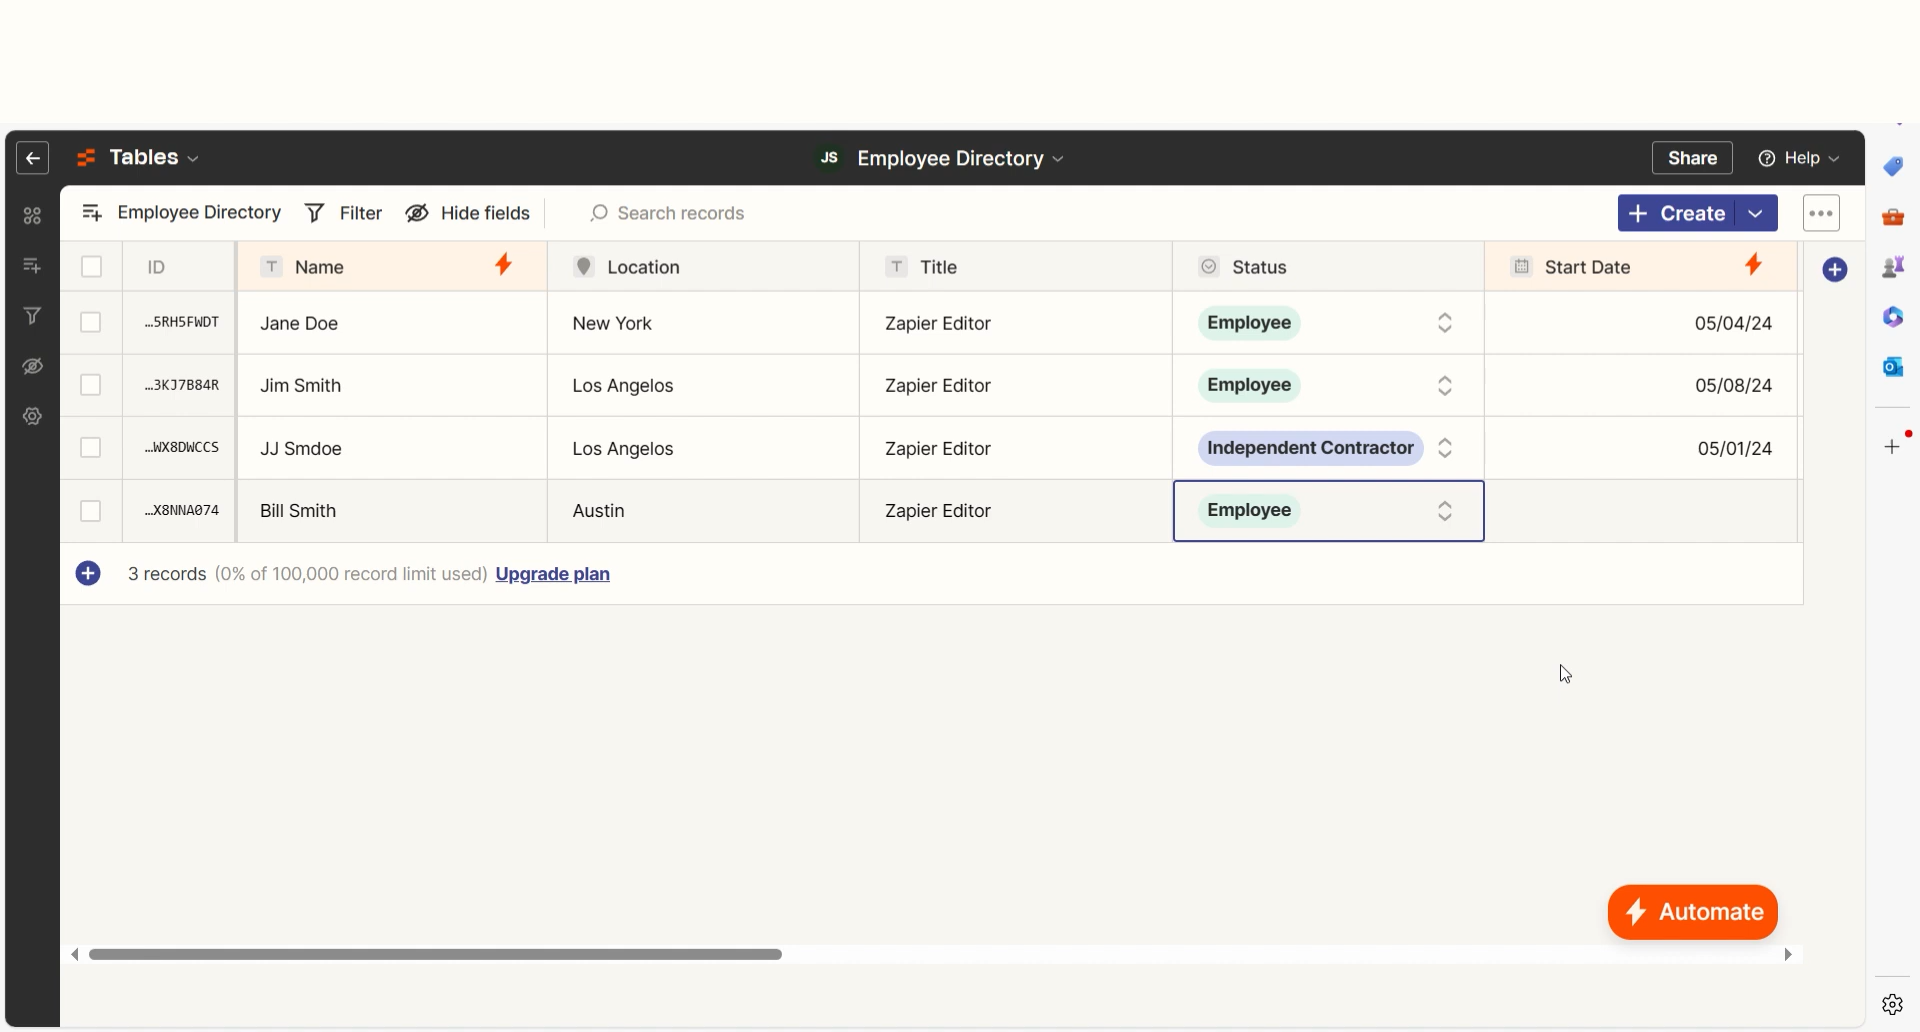 Tables
JS Employee Directory
Share
Help
Employee Directory Filter Hide fields Search records
Create
ID Name Location Title Status Start Date
...5RH5FWDT Jane Doe New York Zapier Editor Employee 05/04/24
...3KJ7B84R Jim Smith Los Angelos Zapier Editor Employee 05/08/24
...WX8DWCCS JJ Smdoe Los Angelos Zapier Editor Independent Contractor 05/01/24
...X8NNA074 Bill Smith Austin Zapier Editor Employee
3 records (0% of 100,000 record limit used) Upgrade plan
Automate